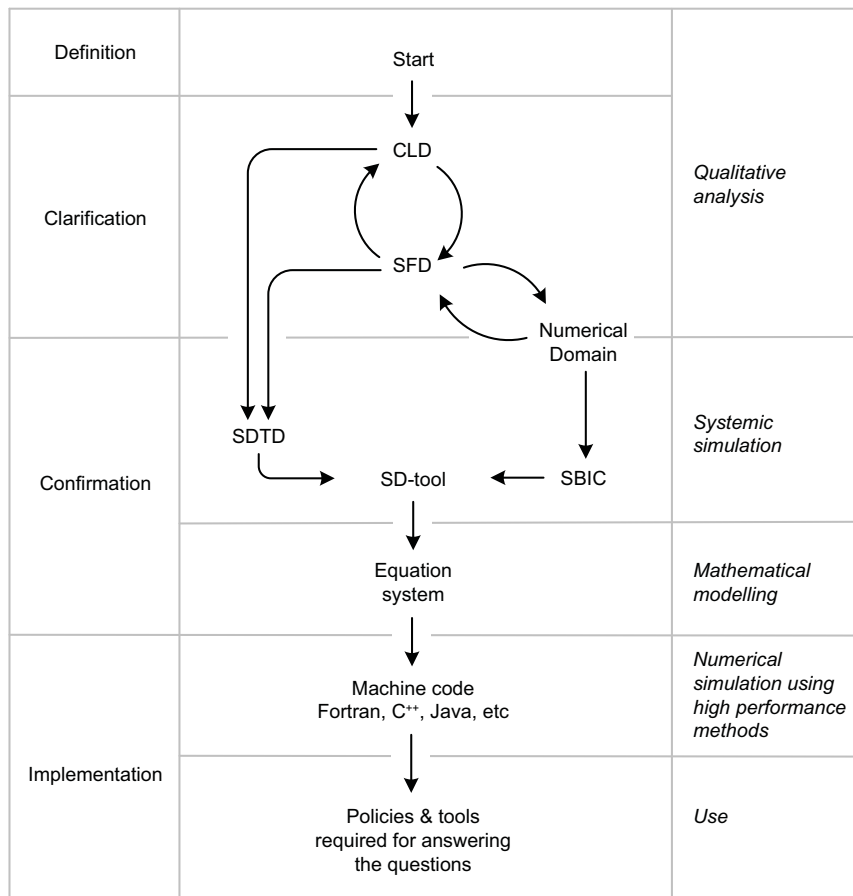 Definition
Start
Clarification
CLD
SFD
Numerical
Domain
Qualitative
analysis
Confirmation
SDTD
SD-tool
SBIC
Systemic
simulation
Equation
system
Mathematical
modelling
Implementation
Machine code
Fortran, C++, Java, etc
Numerical
simulation using
high performance
methods
Policies & tools
required for answering
the questions
Use